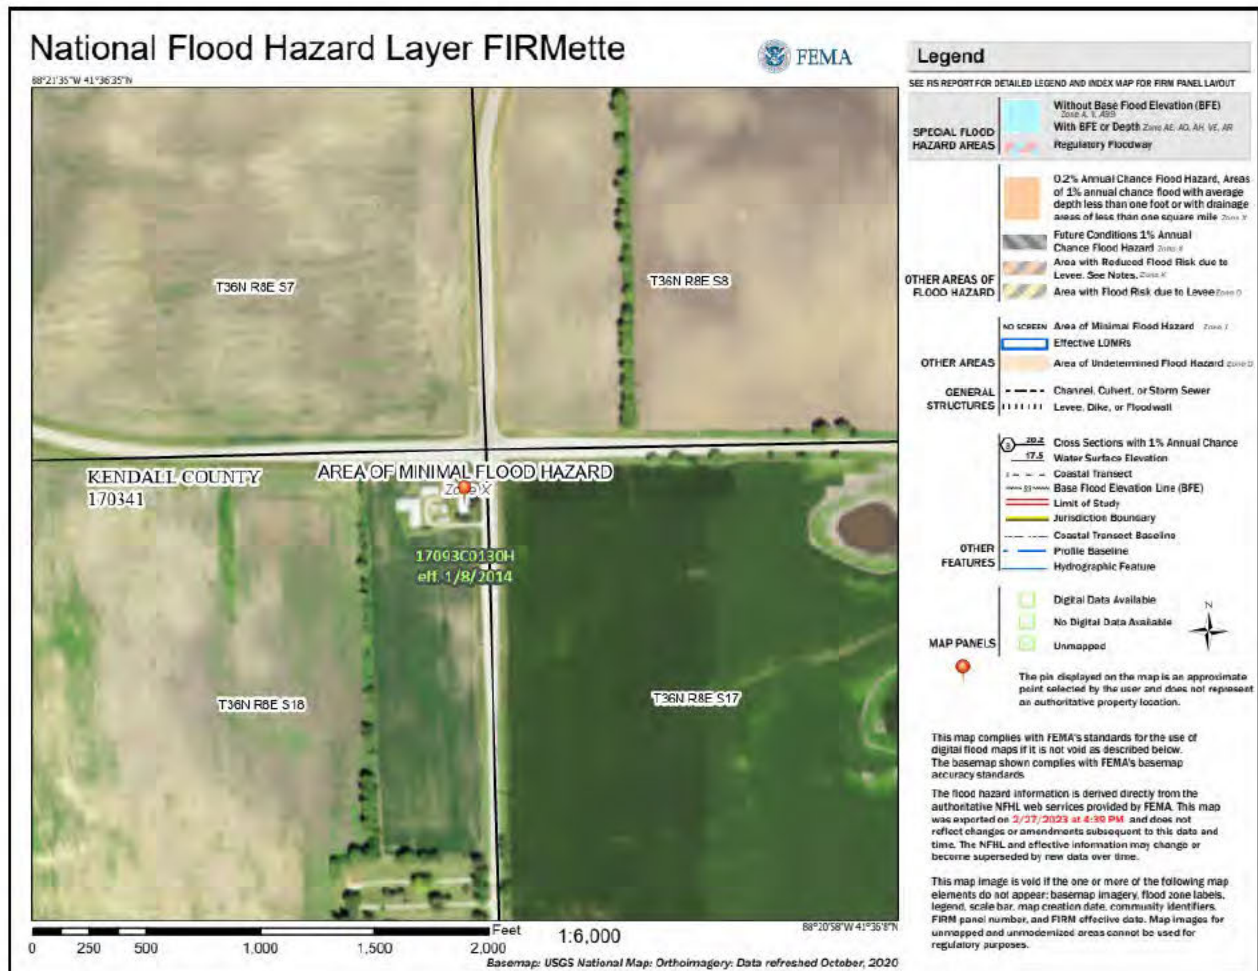 National Flood Hazard Layer FIRMette
FEMA
88°21'35"W 41°36'35"N
T36N R8E S7
T36N R8E S8
KENDALL COUNTY
170341
AREA OF MINIMAL FLOOD HAZARD
Zone X
17093C0130H
eff. 1/8/2014
T36N R8E S18
T36N R8E S17
88°20'58"W 41°36'8"N
0 250 500 1,000 1,500 2,000 Feet 1:6,000
Basemap: USGS National Map: Orthoimagery: Data refreshed October, 2020
Legend
SEE FIS REPORT FOR DETAILED LEGEND AND INDEX MAP FOR FIRM PANEL LAYOUT
SPECIAL FLOOD
HAZARD AREAS
Without Base Flood Elevation (BFE)
Zone A, V, A99
With BFE or Depth Zone AE, AO, AH, VE, AR
Regulatory Floodway
OTHER AREAS OF
FLOOD HAZARD
0.2% Annual Chance Flood Hazard, Areas
of 1% annual chance flood with average
depth less than one foot or with drainage
areas of less than one square mile Zone X
Future Conditions 1% Annual
Chance Flood Hazard Zone X
Area with Reduced Flood Risk due to
Levee. See Notes. Zone X
Area with Flood Risk due to Levee Zone D
OTHER AREAS
NO SCREEN Area of Minimal Flood Hazard Zone X
Effective LOMRs
Area of Undetermined Flood Hazard Zone D
GENERAL
STRUCTURES
Channel, Culvert, or Storm Sewer
Levee, Dike, or Floodwall
OTHER
FEATURES
20.2 Cross Sections with 1% Annual Chance
17.5 Water Surface Elevation
Coastal Transect
Base Flood Elevation Line (BFE)
Limit of Study
Jurisdiction Boundary
Coastal Transect Baseline
Profile Baseline
Hydrographic Feature
MAP PANELS
Digital Data Available
No Digital Data Available
Unmapped
N
The pin displayed on the map is an approximate
point selected by the user and does not represent
an authoritative property location.
This map complies with FEMA's standards for the use of
digital flood maps if it is not void as described below.
The basemap shown complies with FEMA's basemap
accuracy standards
The flood hazard information is derived directly from the
authoritative NFHL web services provided by FEMA. This map
was exported on 2/27/2023 at 4:39 PM and does not
reflect changes or amendments subsequent to this date and
time. The NFHL and effective information may change or
become superseded by new data over time.
This map image is void if the one or more of the following map
elements do not appear: basemap imagery, flood zone labels,
legend, scale bar, map creation date, community identifiers,
FIRM panel number, and FIRM effective date. Map images for
unmapped and unmodernized areas cannot be used for
regulatory purposes.